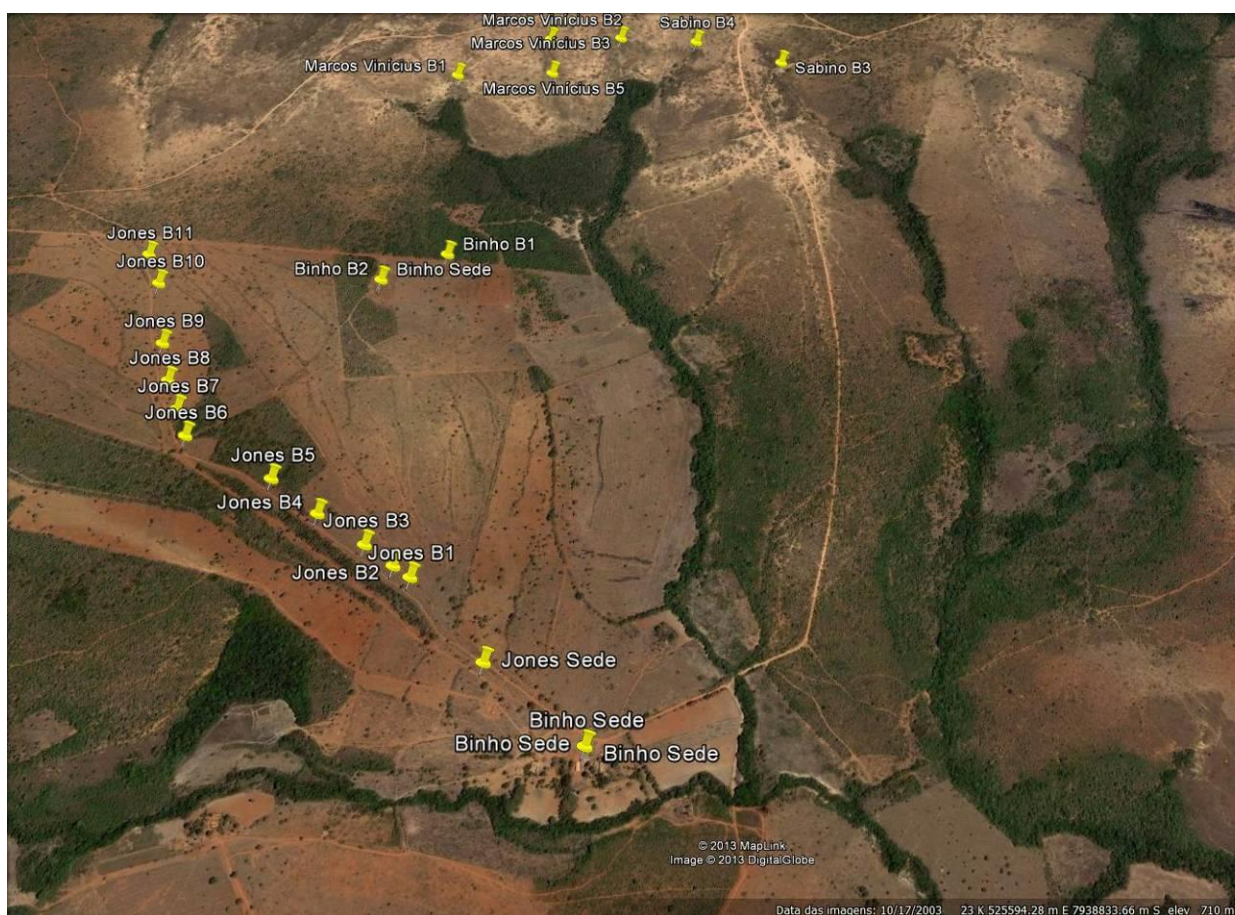 Marcos Vinícius B2
Sabino B4
Marcos Vinícius B3
Marcos Vinícius B1
Sabino B3
Marcos Vinícius B5
Jones B11
Binho B1
Jones B10
Binho B2
Binho Sede
Jones B9
Jones B8
Jones B7
Jones B6
Jones B5
Jones B4
Jones B3
Jones B1
Jones B2
Jones Sede
Binho Sede
Binho Sede
Binho Sede
© 2013 MapLink
Image © 2013 DigitalGlobe
Data das imagens: 10/17/2003 23 K 525594.28 m E 7938833.66 m S elev 710 m